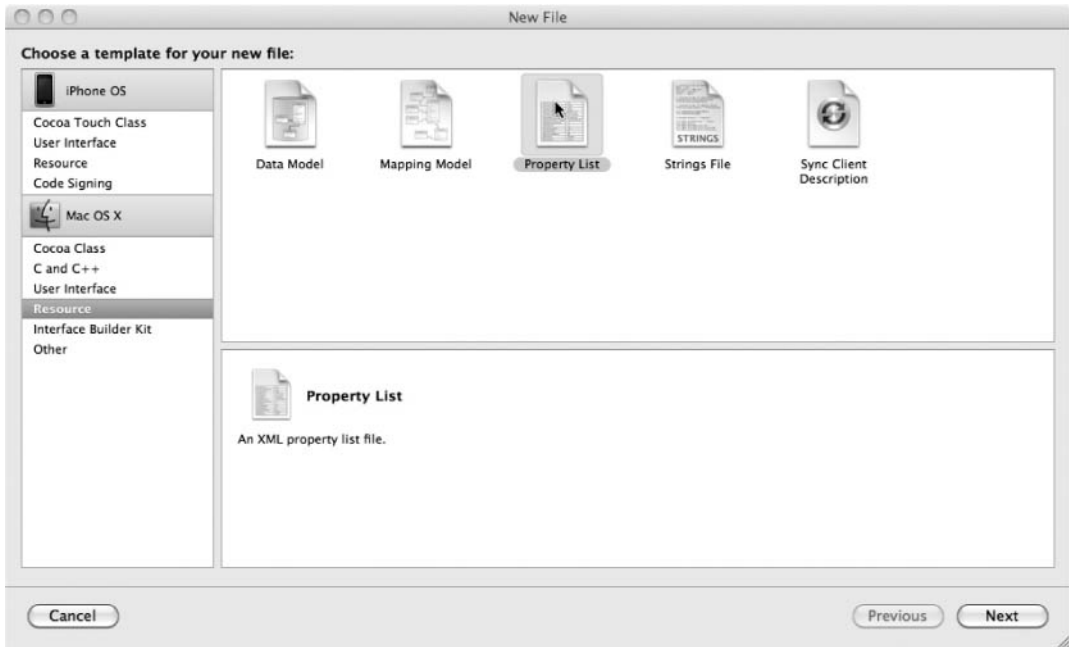 New File
Choose a template for your new file:
iPhone OS
Cocoa Touch Class
User Interface
Resource
Code Signing
Mac OS X
Cocoa Class
C and C++
User Interface
Resource
Interface Builder Kit
Other
Data Model
Mapping Model
Property List
STRINGS
Strings File
Sync Client
Description
Property List
An XML property list file.
Cancel
Previous
Next